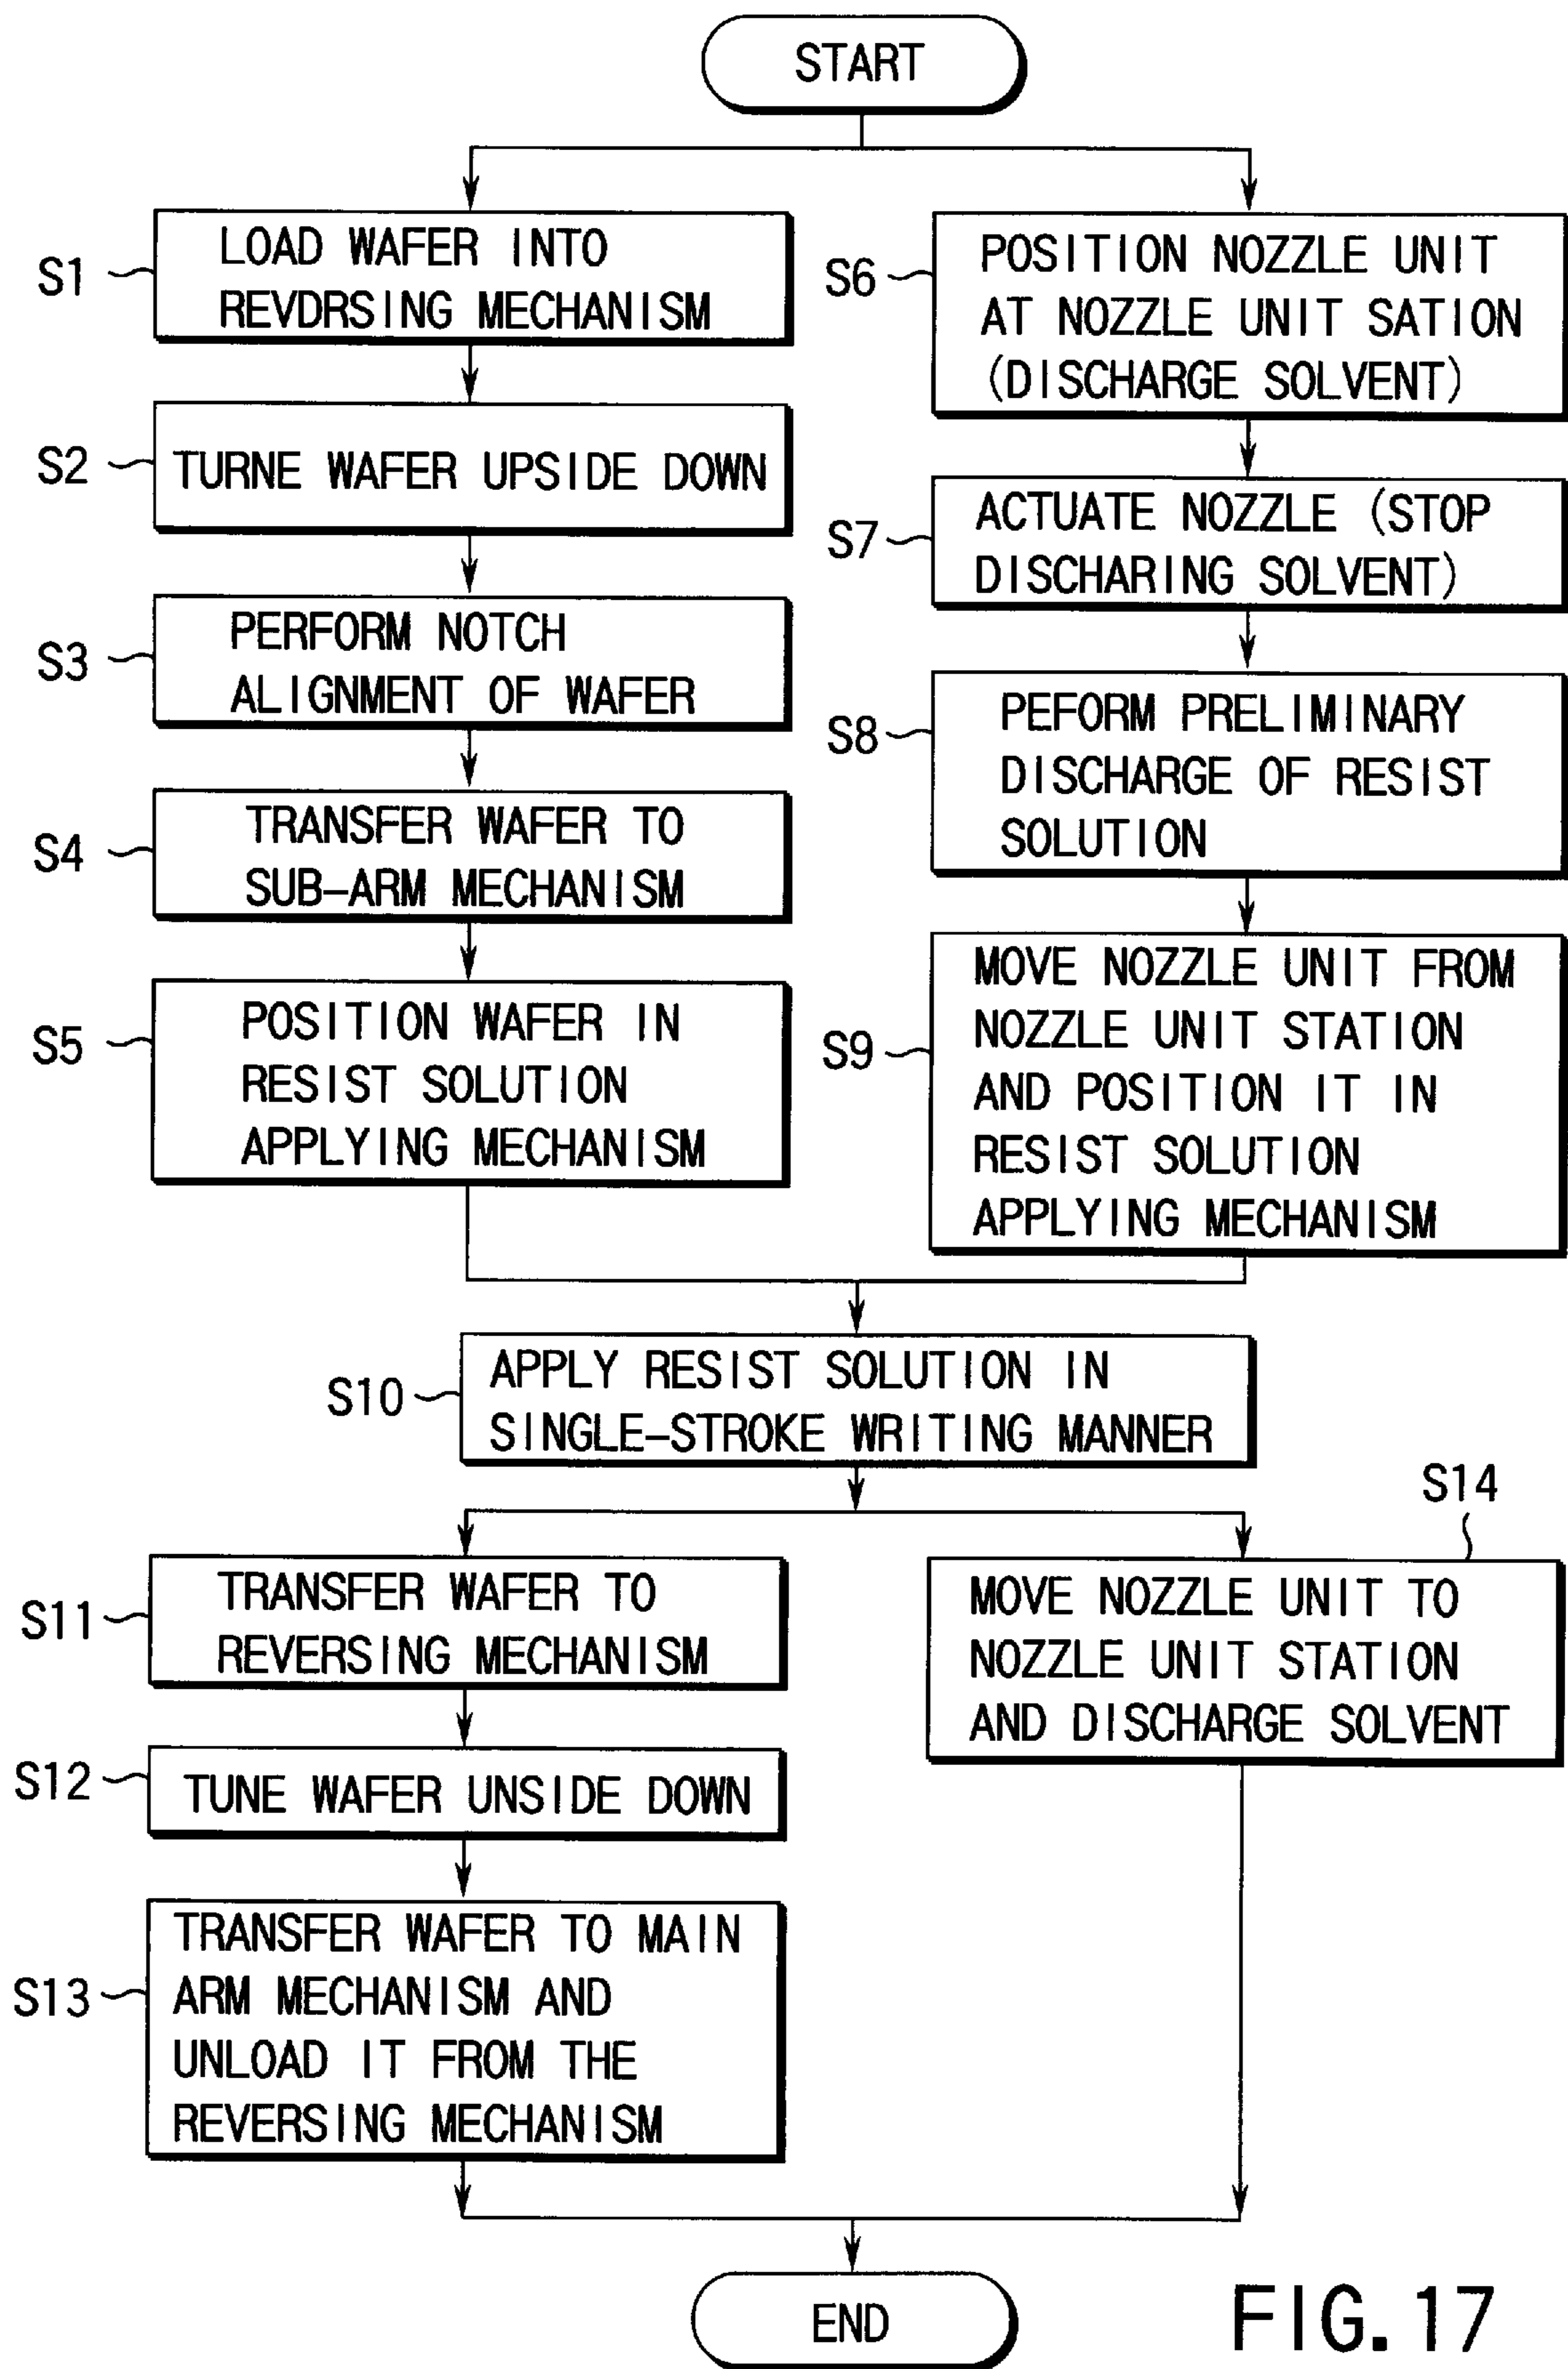 START
S1
LOAD WAFER INTO
REVDRSING MECHANISM
S2
TURNE WAFER UPSIDE DOWN
S3
PERFORM NOTCH
ALIGNMENT OF WAFER
S4
TRANSFER WAFER TO
SUB-ARM MECHANISM
S5
POSITION WAFER IN
RESIST SOLUTION
APPLYING MECHANISM
S6
POSITION NOZZLE UNIT
AT NOZZLE UNIT SATION
(DISCHARGE SOLVENT)
S7
ACTUATE NOZZLE (STOP
DISCHARING SOLVENT)
S8
PEFORM PRELIMINARY
DISCHARGE OF RESIST
SOLUTION
S9
MOVE NOZZLE UNIT FROM
NOZZLE UNIT STATION
AND POSITION IT IN
RESIST SOLUTION
APPLYING MECHANISM
S10
APPLY RESIST SOLUTION IN
SINGLE-STROKE WRITING MANNER
S11
TRANSFER WAFER TO
REVERSING MECHANISM
S12
TUNE WAFER UNSIDE DOWN
S13
TRANSFER WAFER TO MAIN
ARM MECHANISM AND
UNLOAD IT FROM THE
REVERSING MECHANISM
S14
MOVE NOZZLE UNIT TO
NOZZLE UNIT STATION
AND DISCHARGE SOLVENT
END
FIG. 17